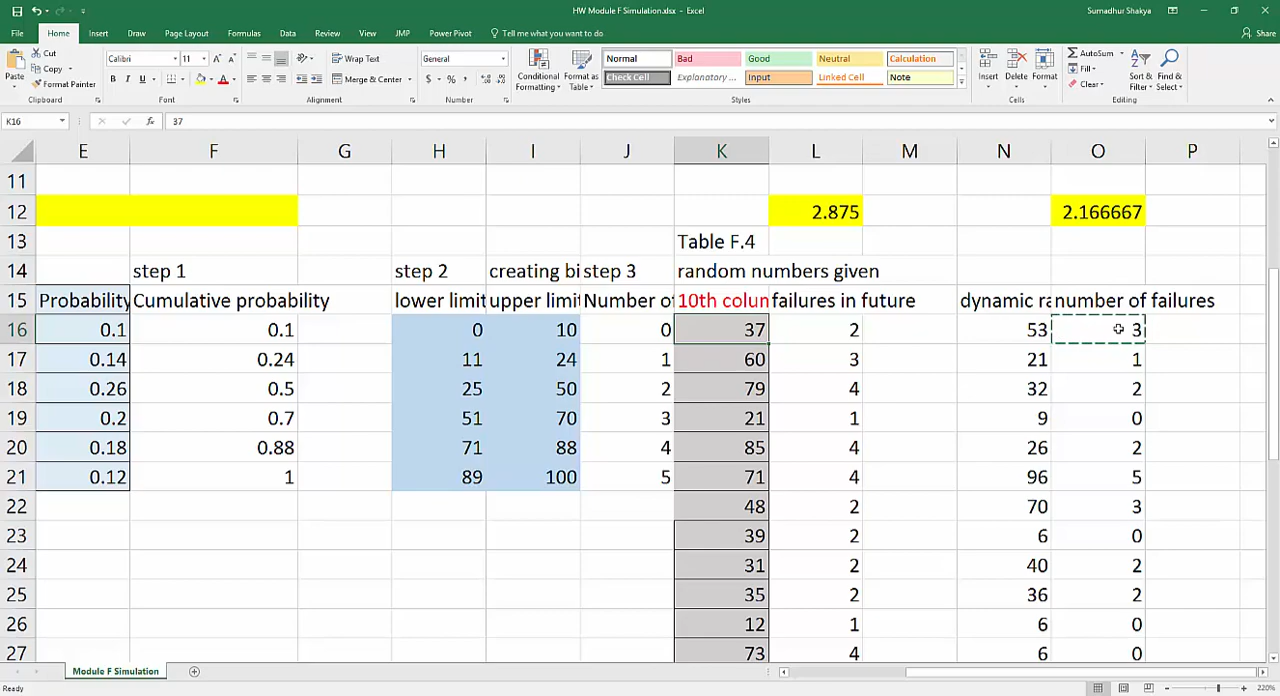 HW Module F Simulation.xlsx - Excel
Sumadhur Shakya
File Home Insert Draw Page Layout Formulas Data Review View JMP Power Pivot Tell me what you want to do Share
Paste
Cut
Copy
Format Painter
Clipboard
Calibri 11
B I U
Font
Wrap Text
Merge & Center
Alignment
General
$ % ,
Number
Conditional Formatting
Format as Table
Normal Bad Good Neutral Calculation
Check Cell Explanatory ... Input Linked Cell Note
Styles
Insert Delete Format
Cells
AutoSum
Fill
Clear
Sort & Filter
Find & Select
Editing
K16 fx 37
E F G H I J K L M N O P
11
12 2.875 2.166667
13 Table F.4
14 step 1 step 2 creating bi step 3 random numbers given
15 Probability Cumulative probability lower limit upper limi Number of 10th colun failures in future dynamic ra number of failures
16 0.1 0.1 0 10 0 37 2 53 3
17 0.14 0.24 11 24 1 60 3 21 1
18 0.26 0.5 25 50 2 79 4 32 2
19 0.2 0.7 51 70 3 21 1 9 0
20 0.18 0.88 71 88 4 85 4 26 2
21 0.12 1 89 100 5 71 4 96 5
22 48 2 70 3
23 39 2 6 0
24 31 2 40 2
25 35 2 36 2
26 12 1 6 0
27 73 4 6 0
Module F Simulation
Ready
220%